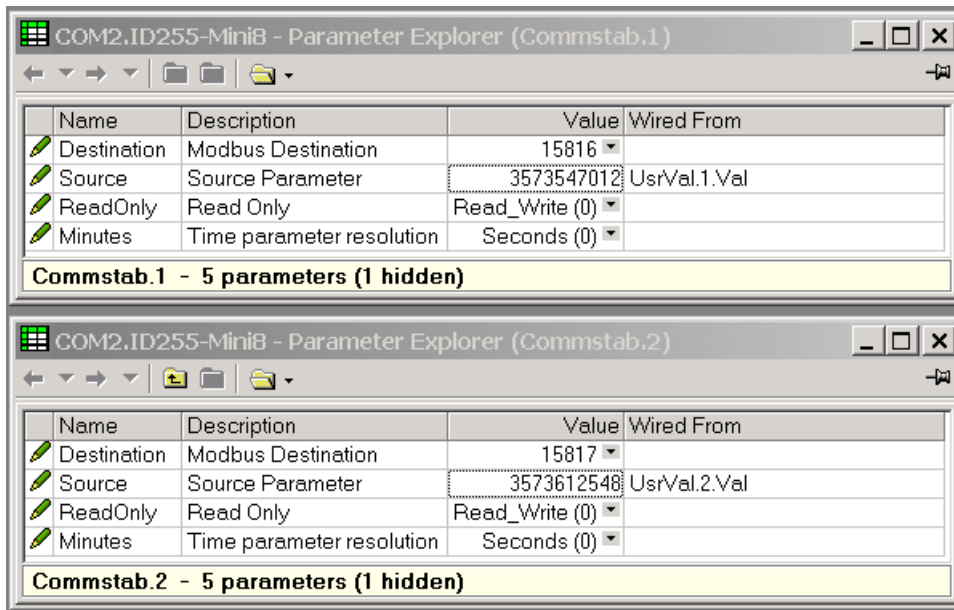 COM2.ID255-Mini8 - Parameter Explorer (Commstab.1)
Name Description Value Wired From
Destination Modbus Destination 15816
Source Source Parameter 3573547012 UsrVal.1.Val
ReadOnly Read Only Read_Write (0)
Minutes Time parameter resolution Seconds (0)
Commstab.1 - 5 parameters (1 hidden)
COM2.ID255-Mini8 - Parameter Explorer (Commstab.2)
Name Description Value Wired From
Destination Modbus Destination 15817
Source Source Parameter 3573612548 UsrVal.2.Val
ReadOnly Read Only Read_Write (0)
Minutes Time parameter resolution Seconds (0)
Commstab.2 - 5 parameters (1 hidden)